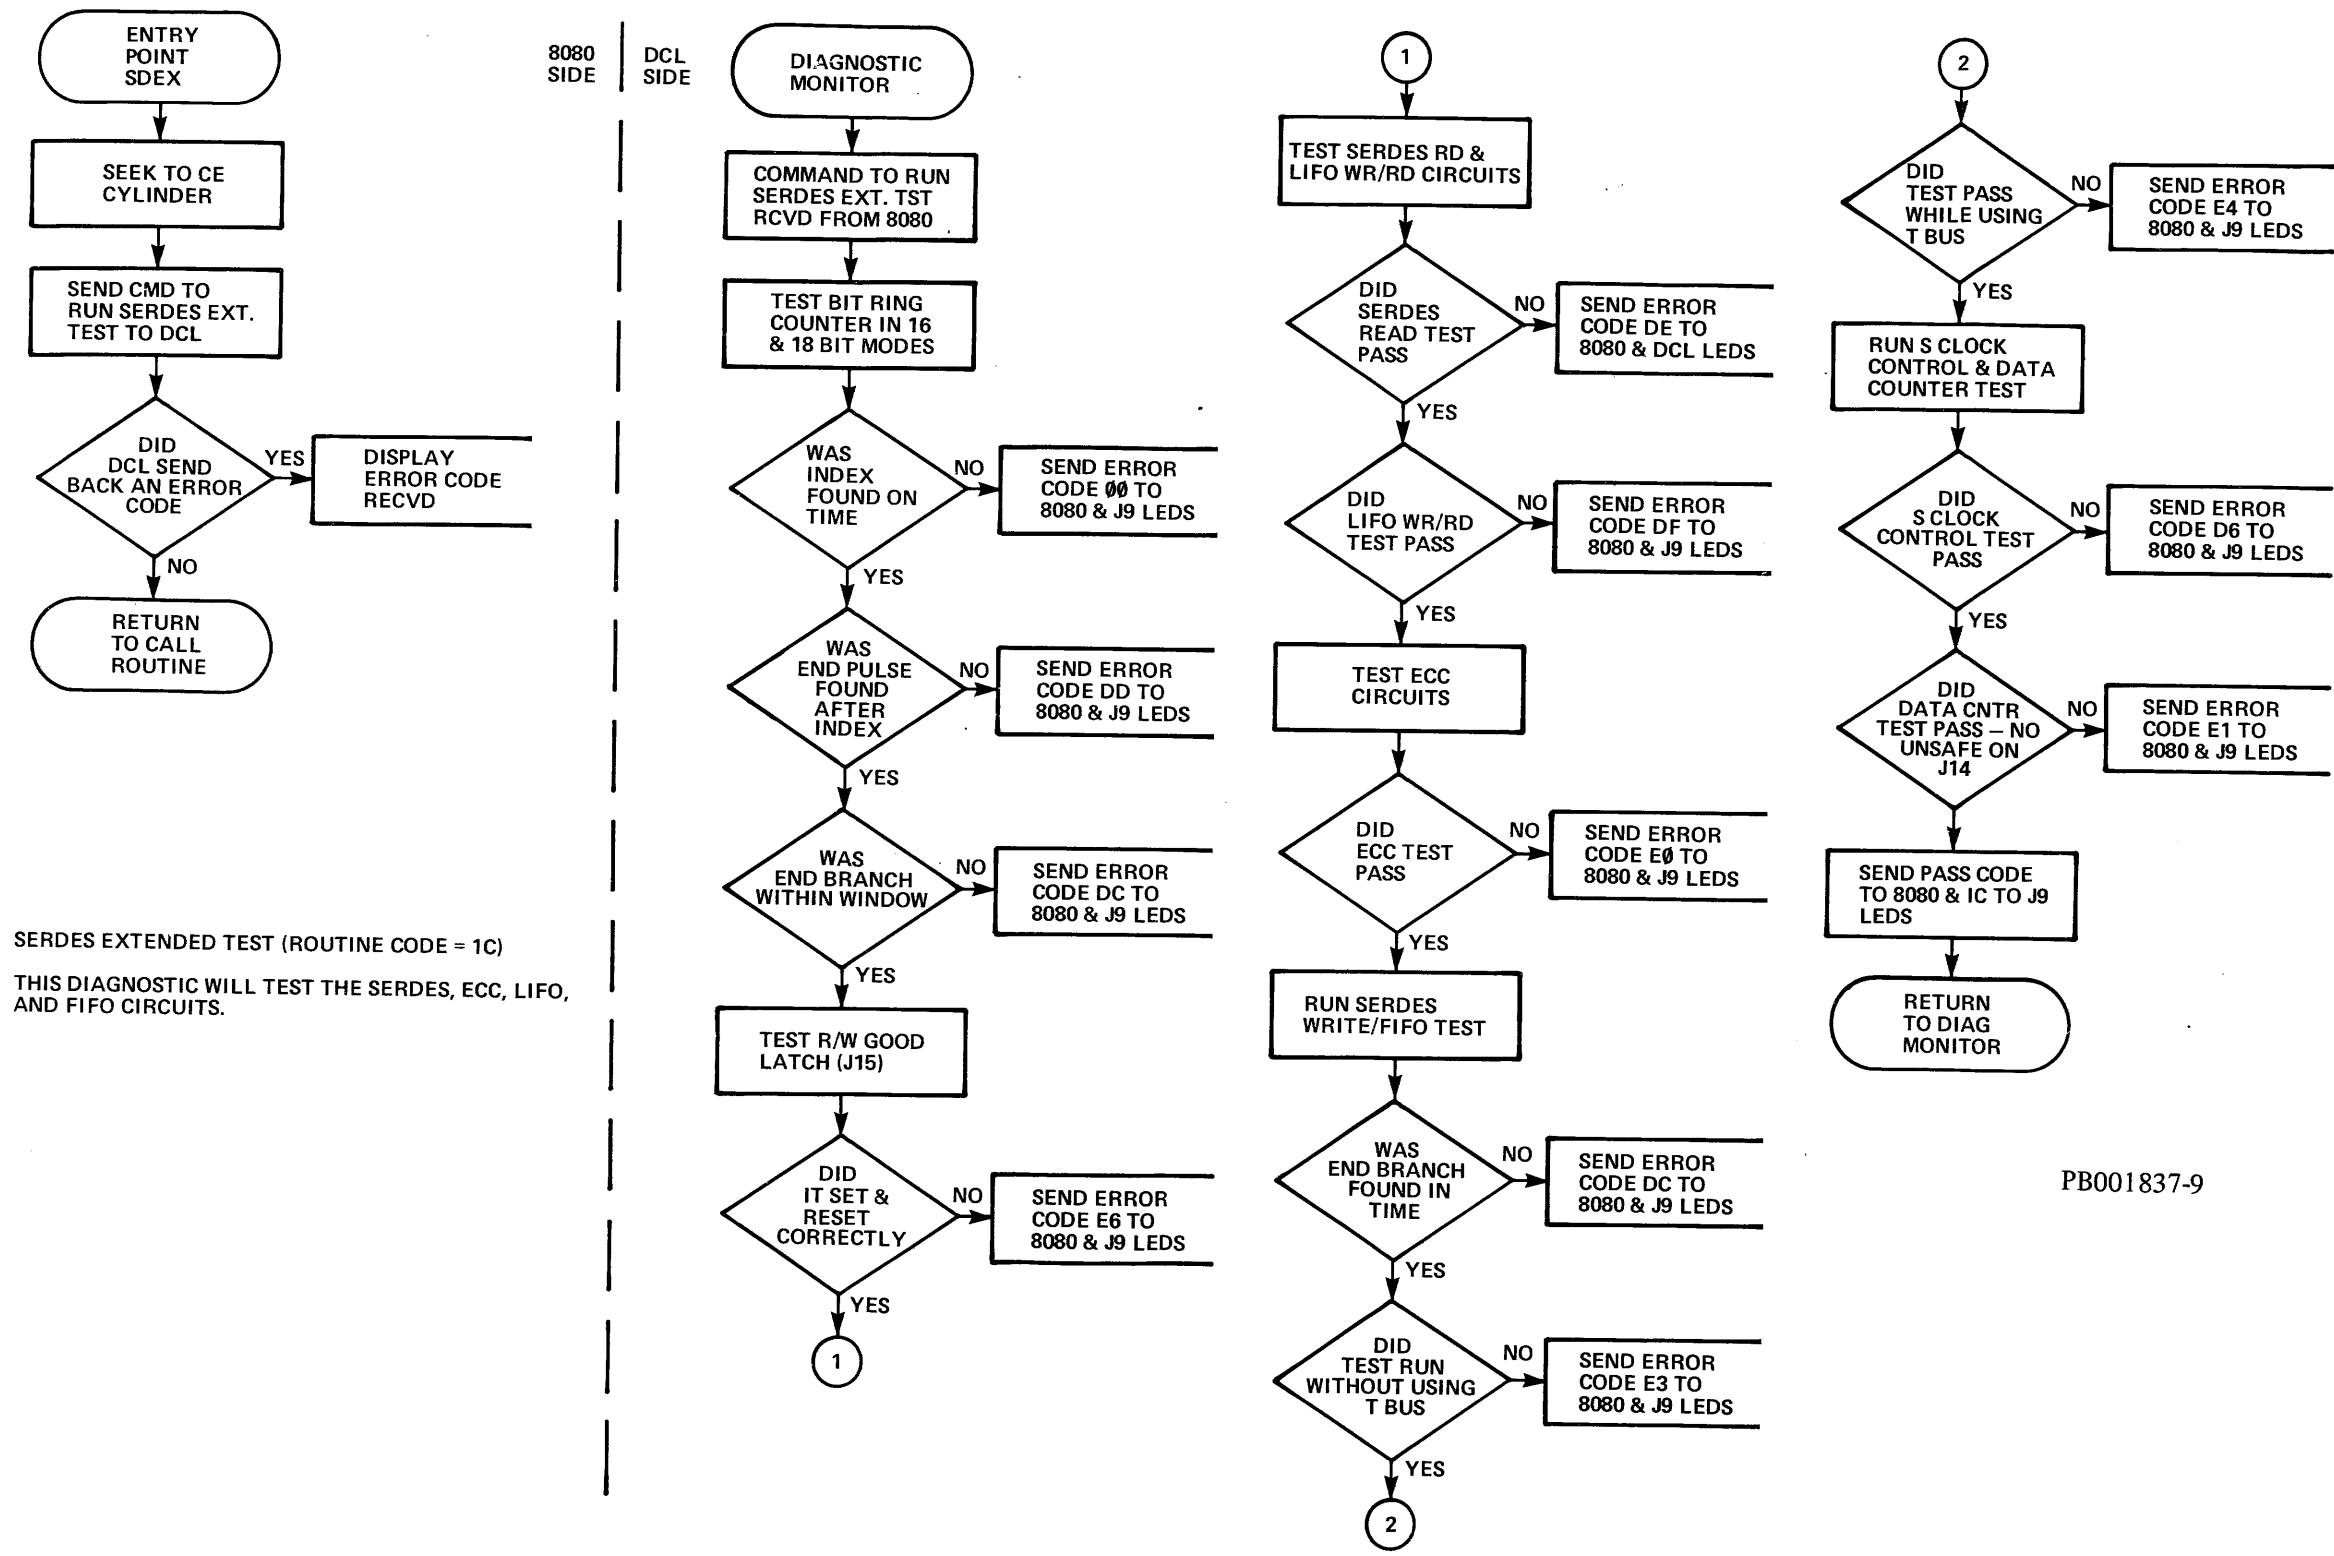 ENTRY
POINT
SDEX
SEEK TO CE
CYLINDER
SEND CMD TO
RUN SERDES EXT.
TEST TO DCL
DID
DCL SEND
BACK AN ERROR
CODE
YES
DISPLAY
ERROR CODE
RECVD
NO
RETURN
TO CALL
ROUTINE
SERDES EXTENDED TEST (ROUTINE CODE = 1C)
THIS DIAGNOSTIC WILL TEST THE SERDES, ECC, LIFO,
AND FIFO CIRCUITS.
8080
SIDE
DCL
SIDE
DIAGNOSTIC
MONITOR
COMMAND TO RUN
SERDES EXT. TST
RCVD FROM 8080
TEST BIT RING
COUNTER IN 16
& 18 BIT MODES
WAS
INDEX
FOUND ON
TIME
NO
SEND ERROR
CODE ØØ TO
8080 & J9 LEDS
YES
WAS
END PULSE
FOUND
AFTER
INDEX
NO
SEND ERROR
CODE DD TO
8080 & J9 LEDS
YES
WAS
END BRANCH
WITHIN WINDOW
NO
SEND ERROR
CODE DC TO
8080 & J9 LEDS
YES
TEST R/W GOOD
LATCH (J15)
DID
IT SET &
RESET
CORRECTLY
NO
SEND ERROR
CODE E6 TO
8080 & J9 LEDS
YES
1
1
TEST SERDES RD &
LIFO WR/RD CIRCUITS
DID
SERDES
READ TEST
PASS
NO
SEND ERROR
CODE DE TO
8080 & DCL LEDS
YES
DID
LIFO WR/RD
TEST PASS
NO
SEND ERROR
CODE DF TO
8080 & J9 LEDS
YES
TEST ECC
CIRCUITS
DID
ECC TEST
PASS
NO
SEND ERROR
CODE EØ TO
8080 & J9 LEDS
YES
RUN SERDES
WRITE/FIFO TEST
WAS
END BRANCH
FOUND IN
TIME
NO
SEND ERROR
CODE DC TO
8080 & J9 LEDS
YES
DID
TEST RUN
WITHOUT USING
T BUS
NO
SEND ERROR
CODE E3 TO
8080 & J9 LEDS
YES
2
2
DID
TEST PASS
WHILE USING
T BUS
NO
SEND ERROR
CODE E4 TO
8080 & J9 LEDS
YES
RUN S CLOCK
CONTROL & DATA
COUNTER TEST
DID
S CLOCK
CONTROL TEST
PASS
NO
SEND ERROR
CODE D6 TO
8080 & J9 LEDS
YES
DID
DATA CNTR
TEST PASS – NO
UNSAFE ON
J14
NO
SEND ERROR
CODE E1 TO
8080 & J9 LEDS
SEND PASS CODE
TO 8080 & IC TO J9
LEDS
RETURN
TO DIAG
MONITOR
PB001837-9